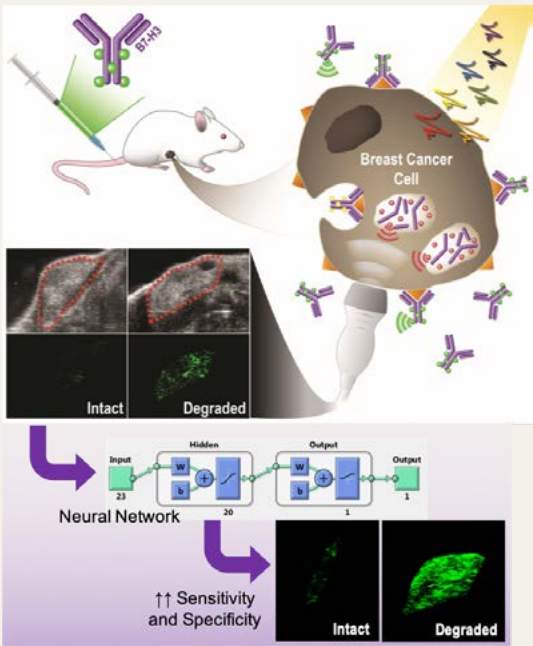 B7-H3
Breast Cancer
Cell
Intact
Degraded
Hidden
Output
Input
W
b
+
W
b
+
Output
23
20
1
1
Neural Network
↑↑ Sensitivity
and Specificity
Intact
Degraded